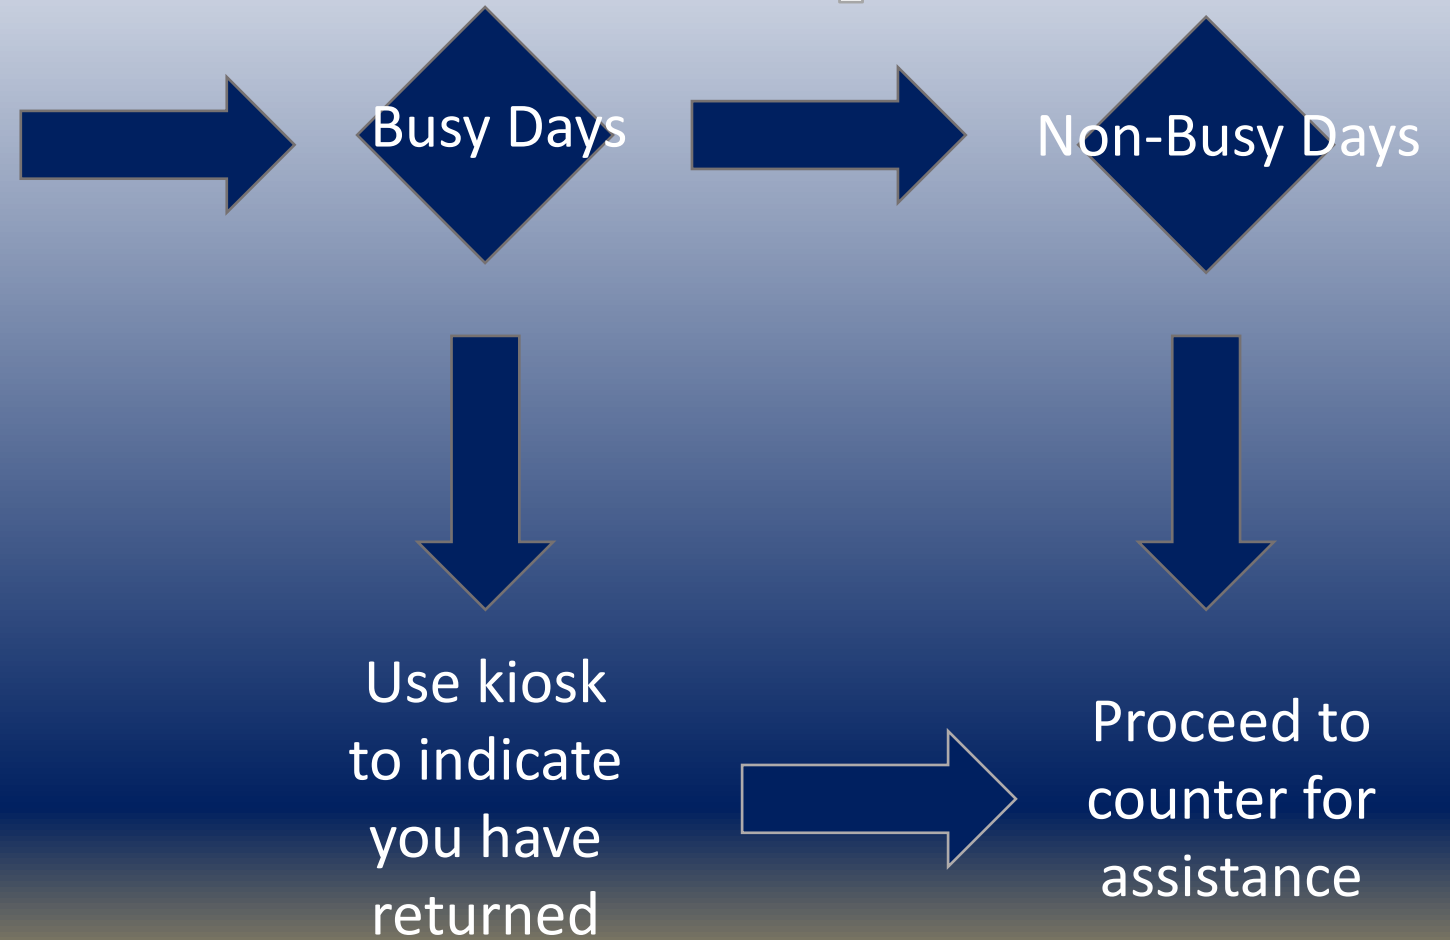 Busy Days
Non-Busy Days
Use kiosk
to indicate
you have
returned
Proceed to
counter for
assistance